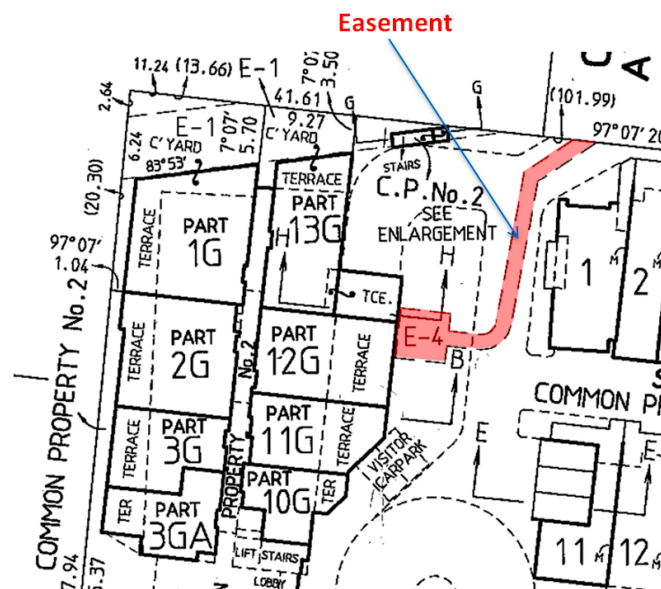 Easement
C
A
11.24 (13.66) E-1
7°07'
3.50
2.64
41.61
G
G
(101.99)
E-1
9.27
97°07' 20
6.24
C'YARD
7°07'
5.70
C'YARD
83°53'
STAIRS
TERRACE
C.P. No.2
SEE
ENLARGEMENT
(20.30)
TERRACE
PART
1G
PART
13G
H
H
1
M
2
M
97°07'
1.04
TCE.
E-4
COMMON PROPERTY No.2
TERRACE
PART
2G
No.2
PART
12G
TERRACE
B
COMMON P
TERRACE
PART
3G
PART
11G
TERRACE
VISITOR
CARPARK
E
E
TER
PART
3GA
PROPERTY
PART
10G
TER
LIFT
STAIRS
LOBBY
11
M
12
M
7.94
6.37
N